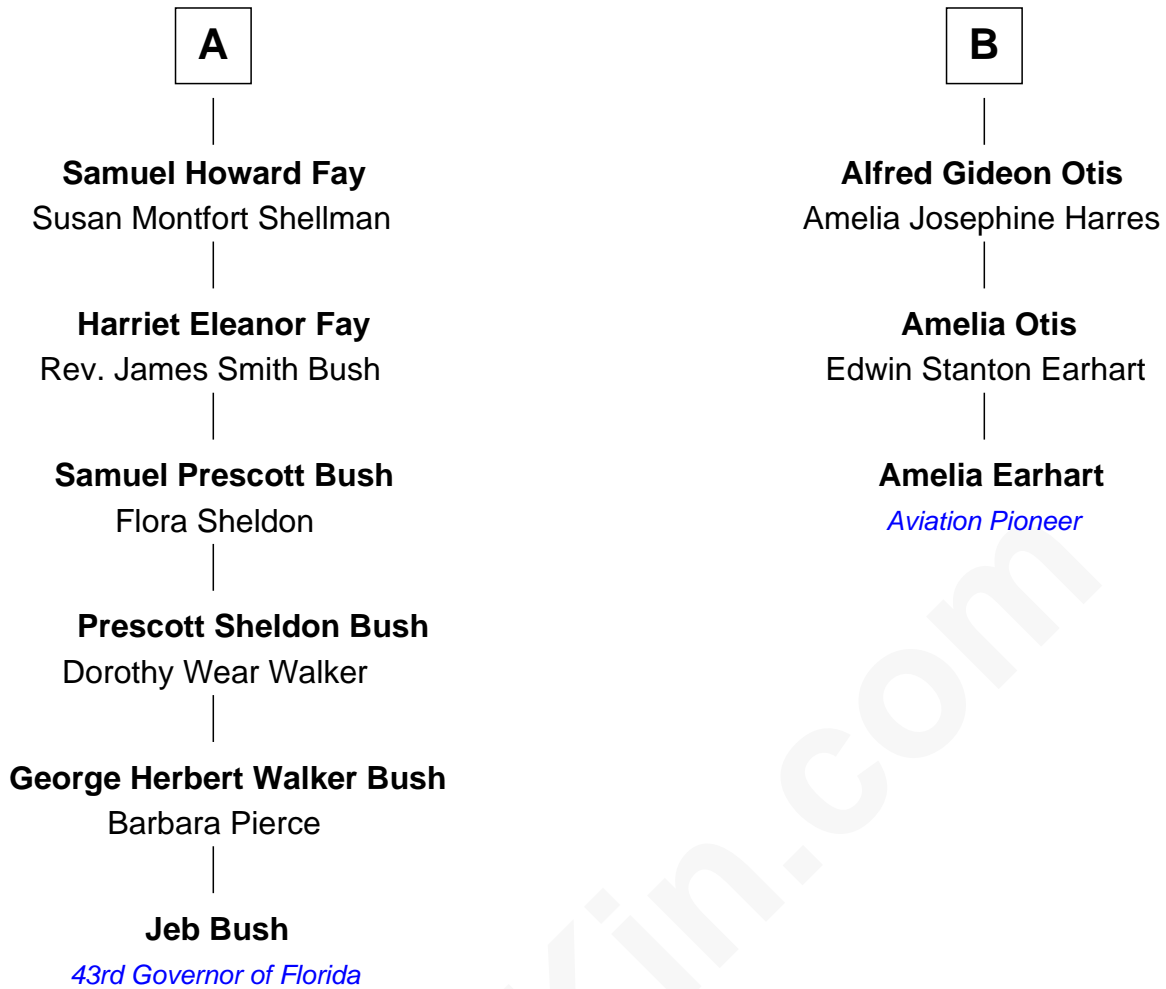 A
Samuel Howard Fay
Susan Montfort Shellman
Harriet Eleanor Fay
Rev. James Smith Bush
Samuel Prescott Bush
Flora Sheldon
Prescott Sheldon Bush
Dorothy Wear Walker
George Herbert Walker Bush
Barbara Pierce
Jeb Bush
43rd Governor of Florida
B
Alfred Gideon Otis
Amelia Josephine Harres
Amelia Otis
Edwin Stanton Earhart
Amelia Earhart
Aviation Pioneer
Kin.com